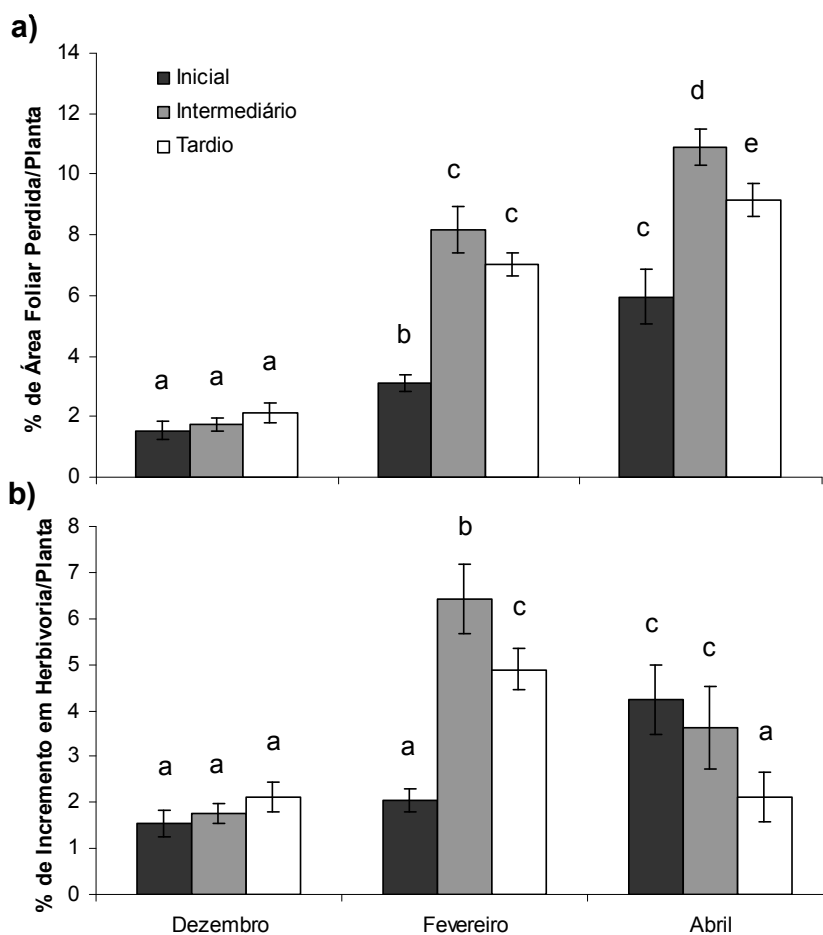 a)
% de Área Foliar Perdida/Planta
14
12
10
8
6
4
2
0
Inicial
Intermediário
Tardio
a a a
b c c
c d e
b)
% de Incremento em Herbivoria/Planta
8
7
6
5
4
3
2
1
0
a a a
a b c
c c a
Dezembro Fevereiro Abril